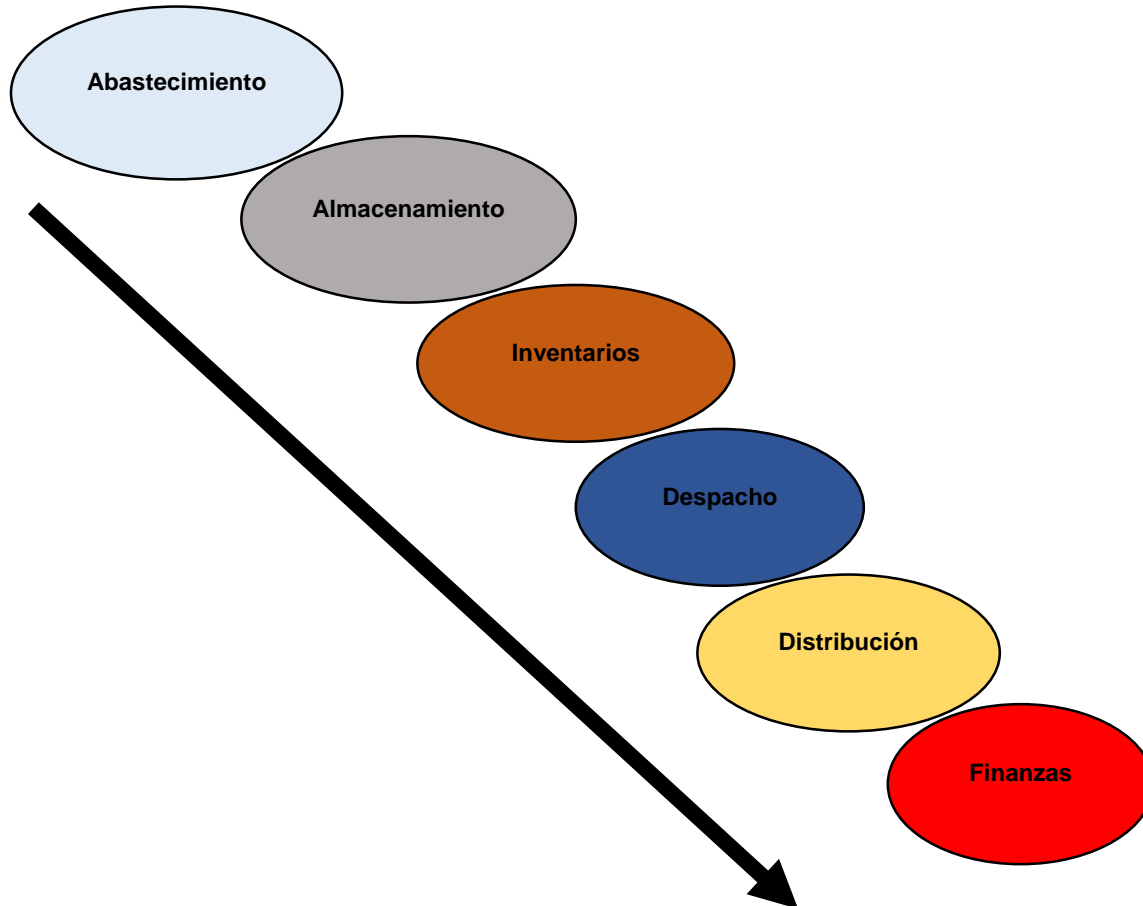 Abastecimiento
Almacenamiento
Inventarios
Despacho
Distribución
Finanzas